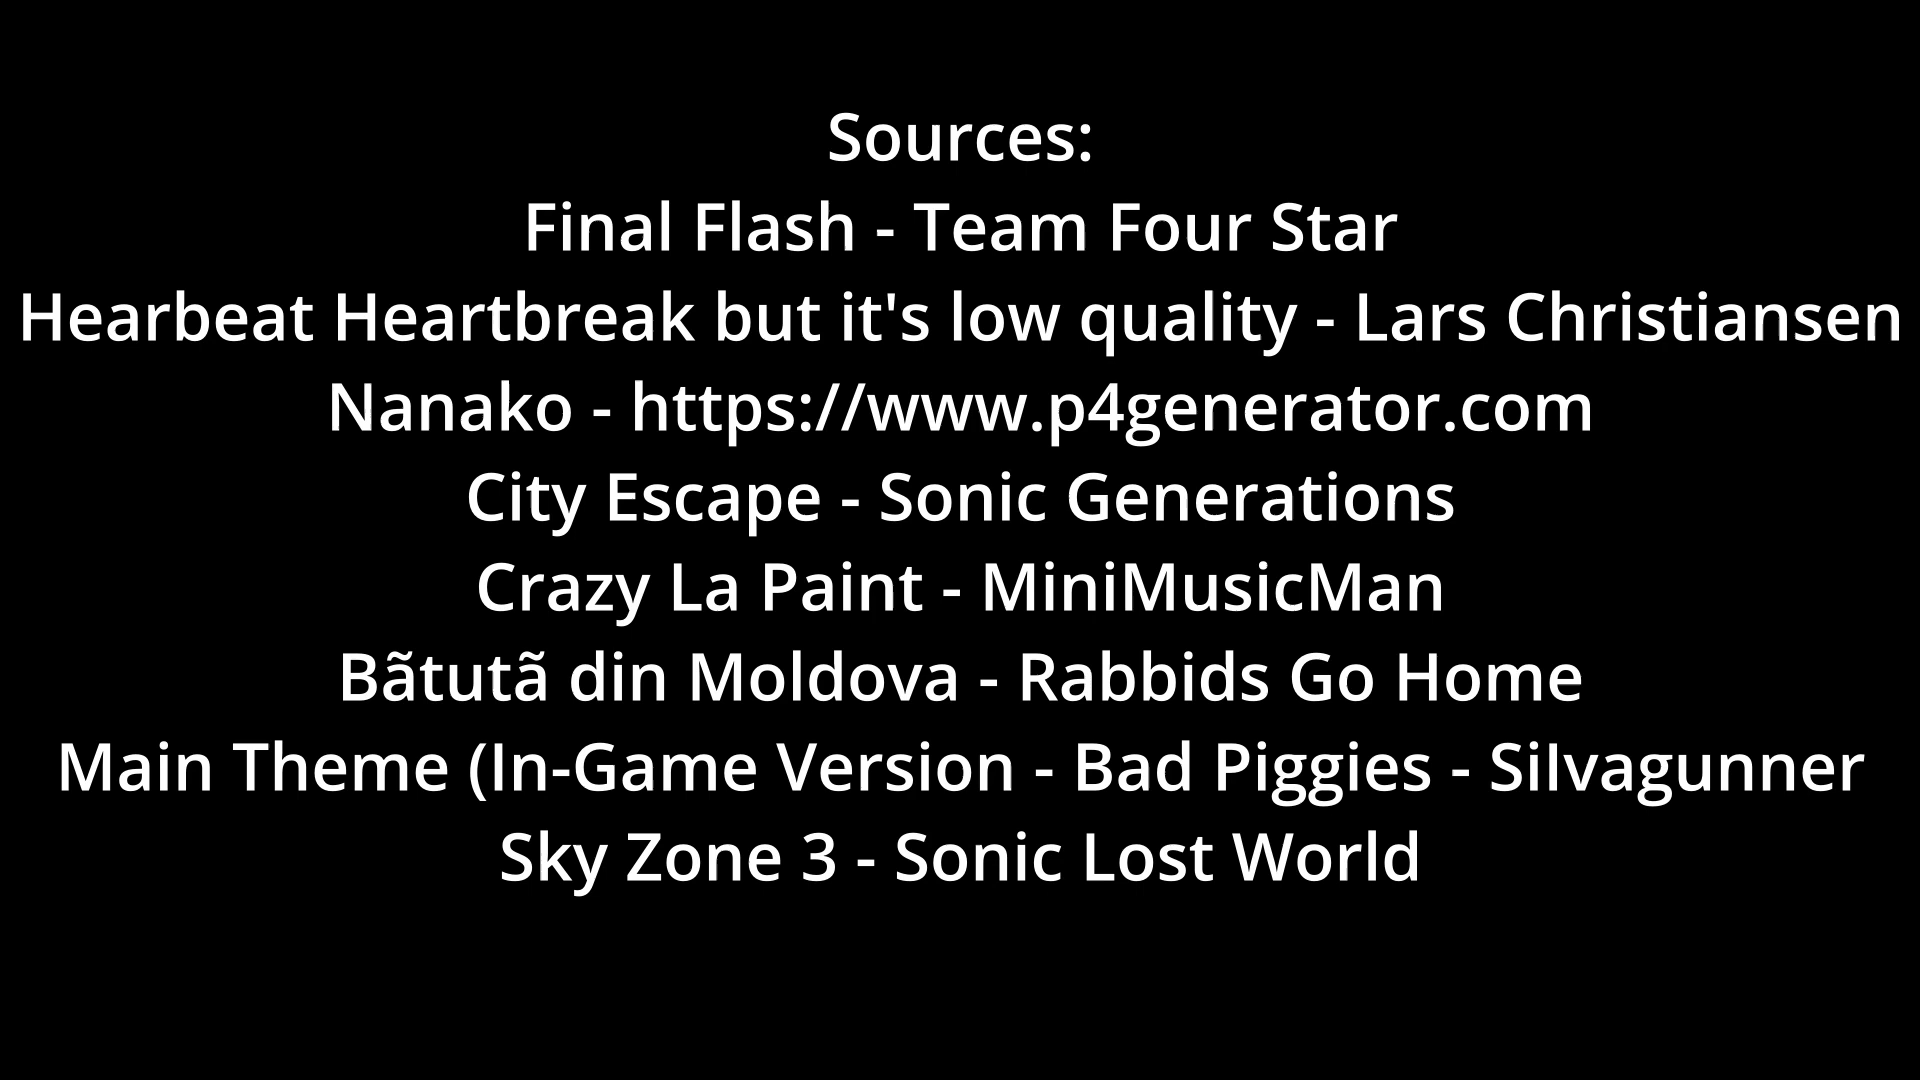 Sources:
Final Flash - Team Four Star
Hearbeat Heartbreak but it's low quality - Lars Christiansen
Nanako - https://www.p4generator.com
City Escape - Sonic Generations
Crazy La Paint - MiniMusicMan
Bãtutã din Moldova - Rabbids Go Home
Main Theme (In-Game Version - Bad Piggies - SiIvagunner
Sky Zone 3 - Sonic Lost World